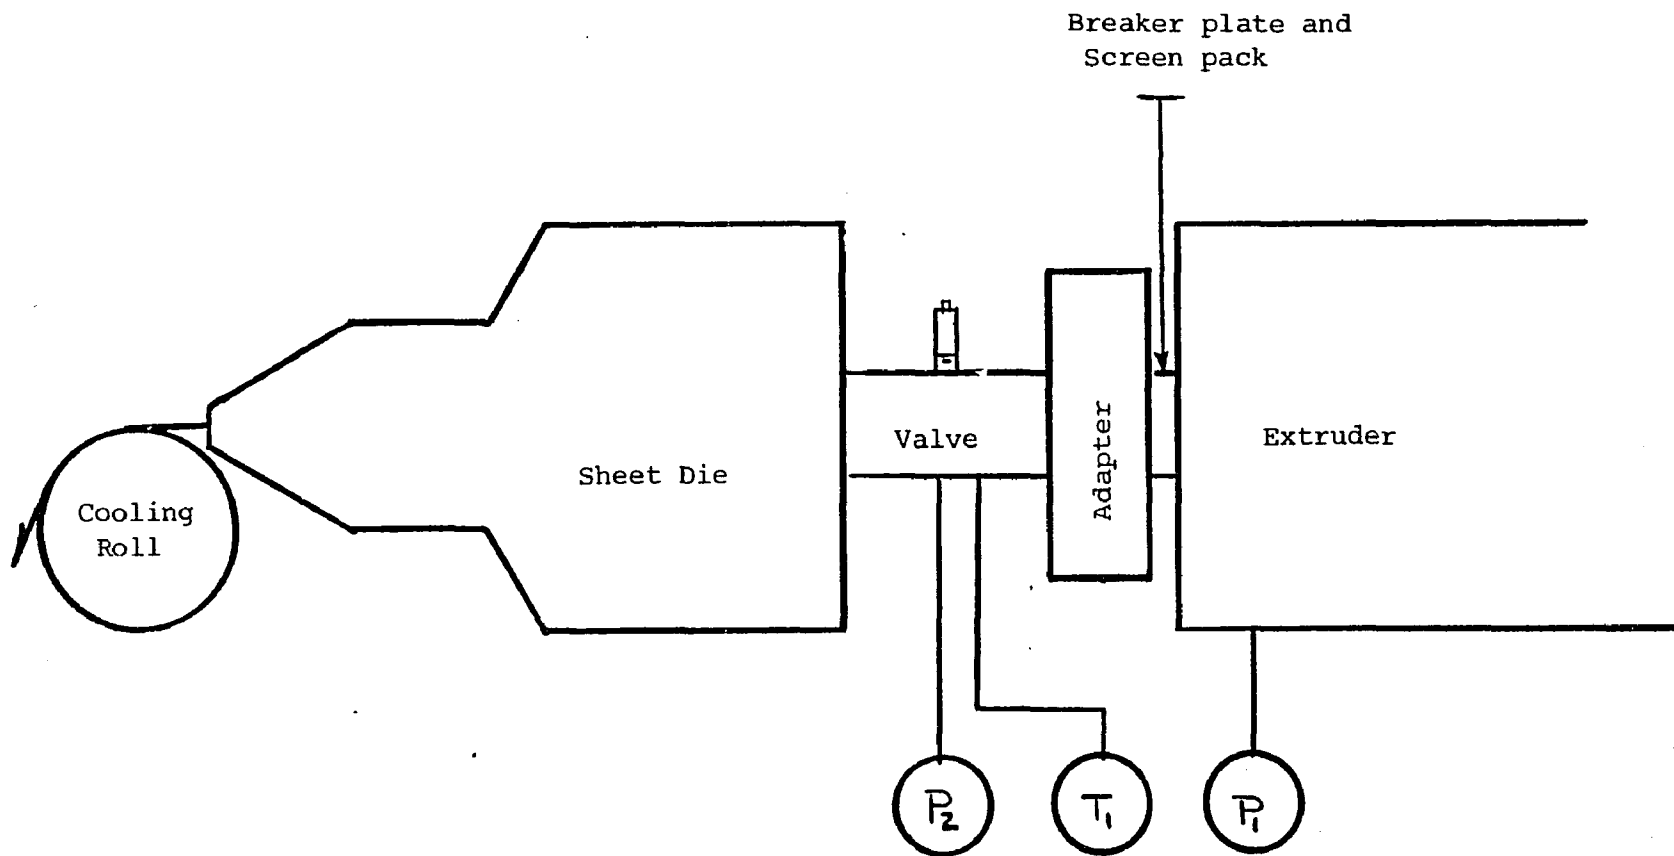 Breaker plate and
Screen pack
Valve
Adapter
Extruder
Sheet Die
Cooling
Roll
P2
T1
P1